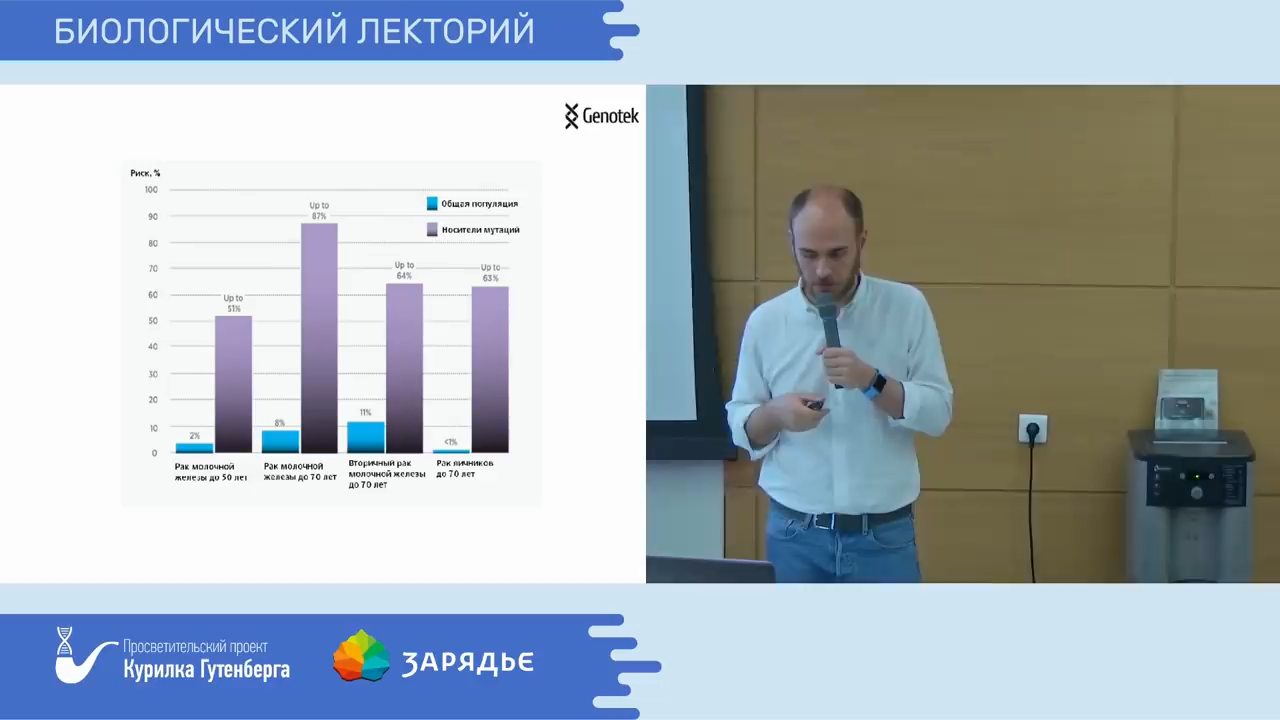 БИОЛОГИЧЕСКИЙ ЛЕКТОРИЙ
Genotek
Риск, %
100
90
80
70
60
50
40
30
20
10
0
Общая популяция
Носители мутаций
2%
Up to
51%
8%
Up to
87%
11%
Up to
64%
<1%
Up to
63%
Рак молочной
железы до 50 лет
Рак молочной
железы до 70 лет
Вторичный рак
молочной железы
до 70 лет
Рак яичников
до 70 лет
Просветительский проект
Курилка Гутенберга
ЗАРЯДЬЕ